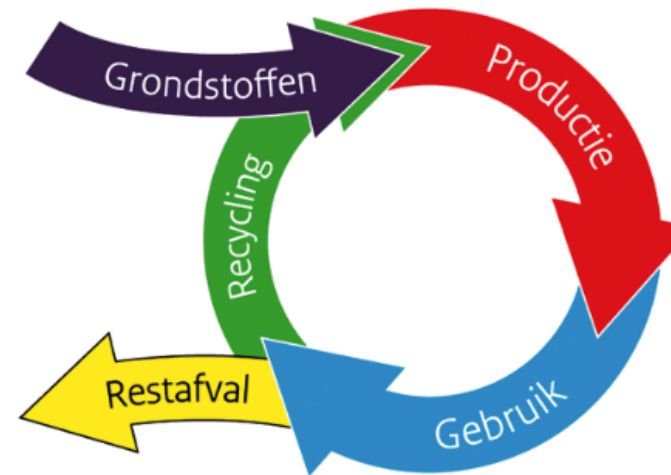 Grondstoffen
Productie
Recycling
Restafval
Gebruik